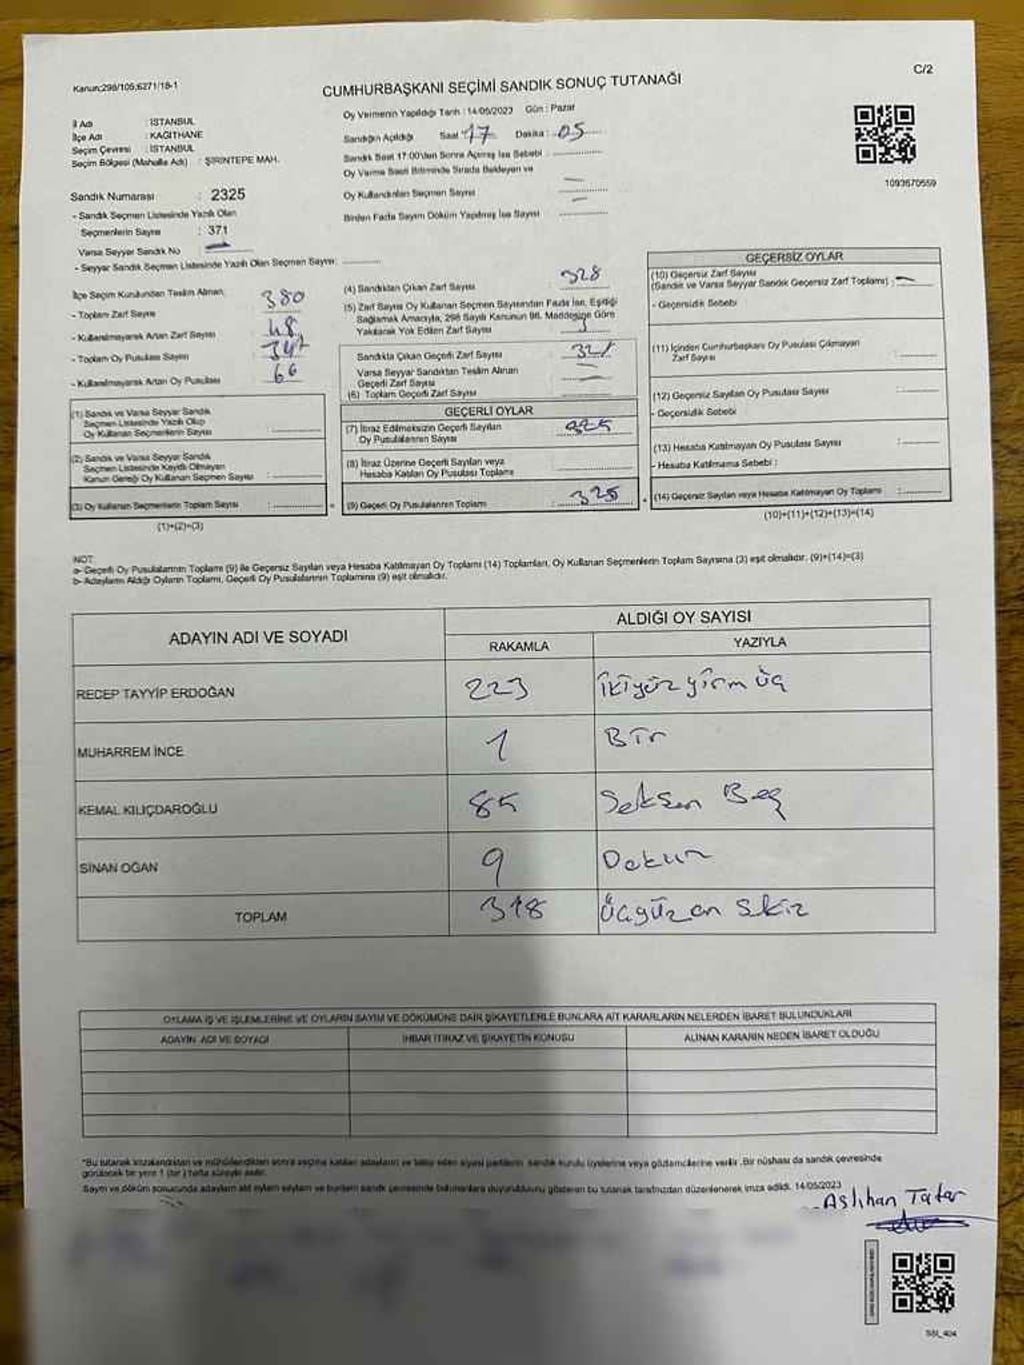 C/2
Kanun;298/105;6271/18-1
CUMHURBAŞKANI SEÇİMİ SANDIK SONUÇ TUTANAĞI
İl Adı : İSTANBUL
İlçe Adı : KAĞITHANE
Seçim Çevresi : İSTANBUL
Seçim Bölgesi (Mahalle Adı) : ŞİRİNTEPE MAH.
Sandık Numarası : 2325
- Sandık Seçmen Listesinde Yazılı Olan
Seçmenlerin Sayısı : 371
Varsa Seyyar Sandık No
- Seyyar Sandık Seçmen Listesinde Yazılı Olan Seçmen Sayısı:
Oy Vermenin Yapıldığı Tarih : 14/05/2023 Gün : Pazar
Sandığın Açıldığı Saat 17 Dakika : 05
Sandık Saat 17:00'den Sonra Açılmış İse Sebebi :
Oy Verme Saati Bitiminde Sırada Bekleyen ve
Oy Kullandırılan Seçmen Sayısı
Birden Fazla Sayım Döküm Yapılmış İse Sayısı
1093670559
İlçe Seçim Kurulundan Teslim Alınan;
- Toplam Zarf Sayısı 380
- Kullanılmayarak Artan Zarf Sayısı 48
- Toplam Oy Pusulası Sayısı
- Kullanılmayarak Artan Oy Pusulası 66
(1) Sandık ve Varsa Seyyar Sandık
Seçmen Listesinde Yazılı Olup
Oy Kullanan Seçmenlerin Sayısı :
(2) Sandık ve Varsa Seyyar Sandık
Seçmen Listesinde Kayıtlı Olmayan
Kanun Gereği Oy Kullanan Seçmen Sayısı :
(3) Oy Kullanan Seçmenlerin Toplam Sayısı :
(1)+(2)=(3)
(4) Sandıktan Çıkan Zarf Sayısı 328
(5) Zarf Sayısı Oy Kullanan Seçmen Sayısından Fazla İse, Eşitliği
Sağlamak Amacıyla, 298 Sayılı Kanunun 98. Maddesine Göre
Yakılarak Yok Edilen Zarf Sayısı
Sandıkta Çıkan Geçerli Zarf Sayısı
Varsa Seyyar Sandıktan Teslim Alınan
Geçerli Zarf Sayısı
(6) Toplam Geçerli Zarf Sayısı
GEÇERLİ OYLAR
(7) İtiraz Edilmeksizin Geçerli Sayılan
Oy Pusulalarının Sayısı 325
(8) İtiraz Üzerine Geçerli Sayılan veya
Hesaba Katılan Oy Pusulası Toplamı
(9) Geçerli Oy Pusulalarının Toplamı : 325
GEÇERSİZ OYLAR
(10) Geçersiz Zarf Sayısı
(Sandık ve Varsa Seyyar Sandık Geçersiz Zarf Toplamı) :
- Geçersizlik Sebebi
(11) İçinden Cumhurbaşkanı Oy Pusulası Çıkmayan
Zarf Sayısı :
(12) Geçersiz Sayılan Oy Pusulası Sayısı :
- Geçersizlik Sebebi
(13) Hesaba Katılmayan Oy Pusulası Sayısı :
- Hesaba Katılmama Sebebi :
(14) Geçersiz Sayılan veya Hesaba Katılmayan Oy Toplamı :
(10)+(11)+(12)+(13)=(14)
NOT:
a- Geçerli Oy Pusulalarının Toplamı (9) ile Geçersiz Sayılan veya Hesaba Katılmayan Oy Toplamı (14) Toplamları, Oy Kullanan Seçmenlerin Toplam Sayısına (3) eşit olmalıdır. (9)+(14)=(3)
b- Adayların Aldığı Oyların Toplamı, Geçerli Oy Pusulalarının Toplamına (9) eşit olmalıdır.
ADAYIN ADI VE SOYADI
ALDIĞI OY SAYISI
RAKAMLA YAZIYLA
RECEP TAYYİP ERDOĞAN 223 İkiyüz yirm üç
MUHARREM İNCE 1 Bir
KEMAL KILIÇDAROĞLU 85 Seksen Beş
SİNAN OĞAN 9 Dokuz
TOPLAM 318 Üçyüzon Skiz
OYLAMA İŞ VE İŞLEMLERİNE VE OYLARIN SAYIM VE DÖKÜMÜNE DAİR ŞİKAYETLERLE BUNLARA AİT KARARLARIN NELERDEN İBARET BULUNDUKLARI
ADAYIN ADI VE SOYADI İHBAR İTİRAZ VE ŞİKAYETİN KONUSU ALINAN KARARIN NEDEN İBARET OLDUĞU
*Bu tutanak imzalandıktan ve mühürlendikten sonra seçime katılan adayların ve talep eden siyasi partilerin sandık kurulu üyelerine veya gözlemcilerine verilir. Bir nüshası da sandık çevresinde
görülecek bir yere 1 (bir) hafta süreyle asılır.
Sayım ve döküm sonucunda adayların aldığı oyların sayıları ve bunların sandık çevresinde bulunanlara duyurulduğunu gösteren bu tutanak tarafımızdan düzenlenerek imza edildi. 14/05/2023
Aslıhan Tatar
SSI_404